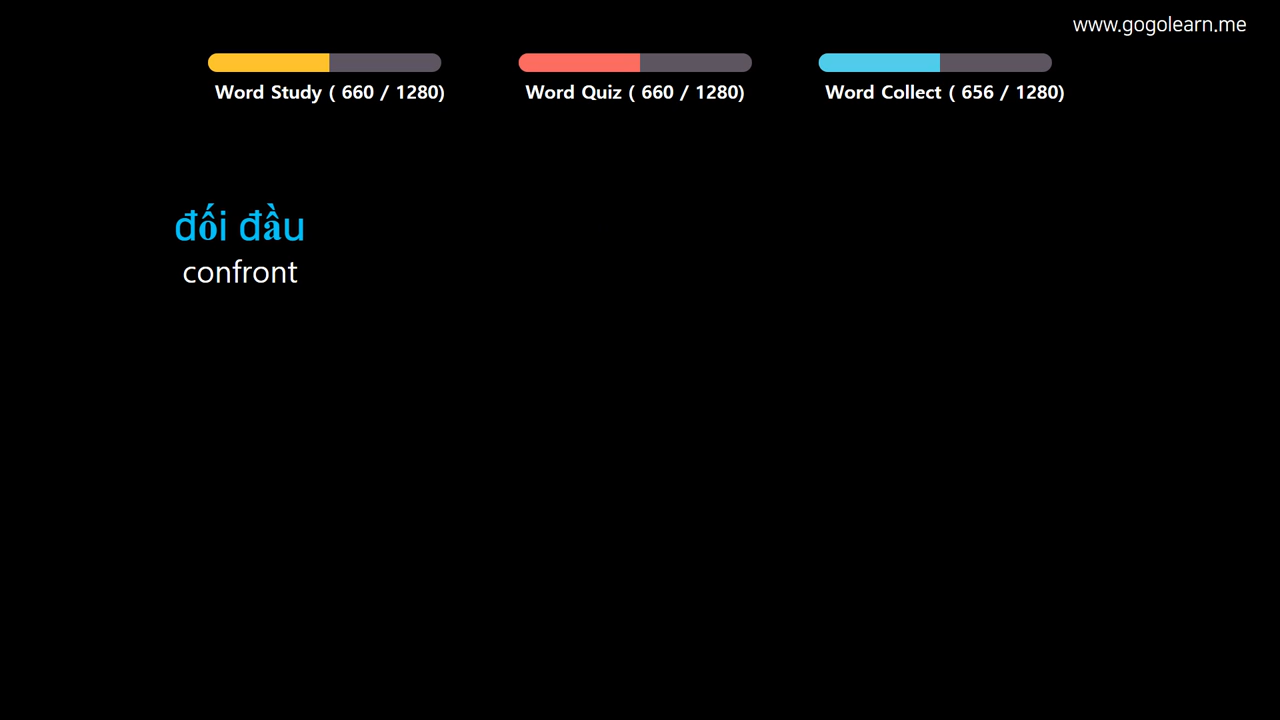 www.gogolearn.me
Word Study ( 660 / 1280)
Word Quiz ( 660 / 1280)
Word Collect ( 656 / 1280)
đối đầu
confront